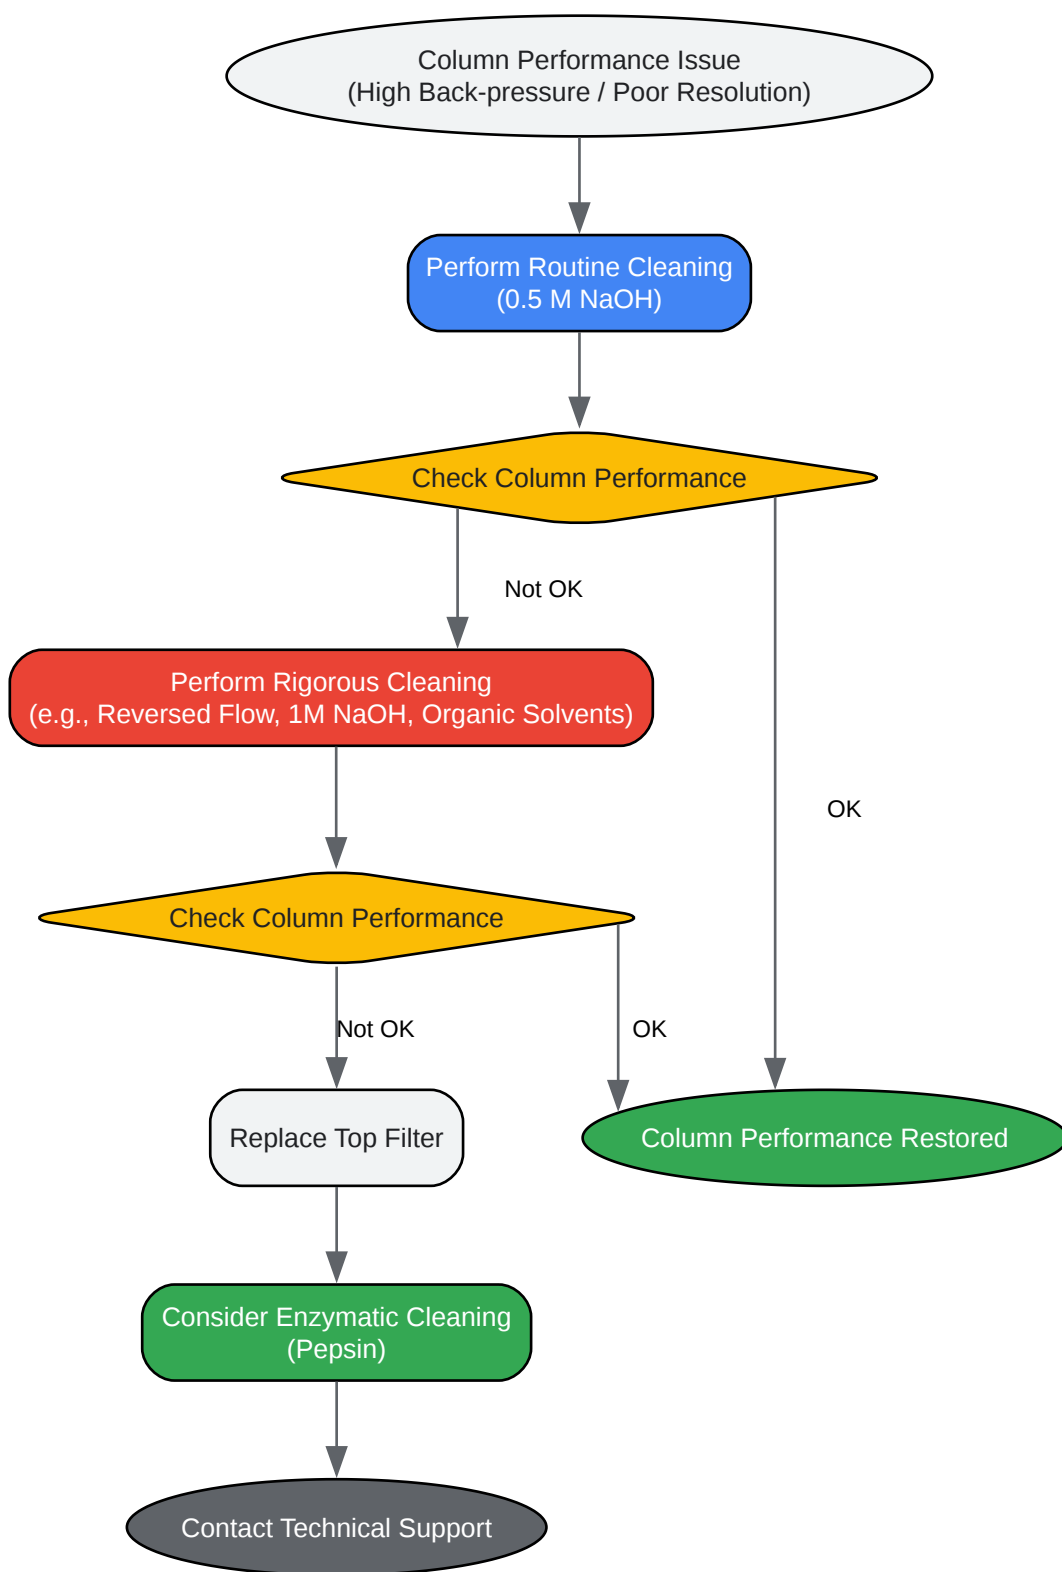 Column Performance Issue
(High Back-pressure / Poor Resolution)
Perform Routine Cleaning
(0.5 M NaOH)
Check Column Performance
Not OK
Perform Rigorous Cleaning
(e.g., Reversed Flow, 1M NaOH, Organic Solvents)
OK
Check Column Performance
Not OK
OK
Replace Top Filter
Column Performance Restored
Consider Enzymatic Cleaning
(Pepsin)
Contact Technical Support